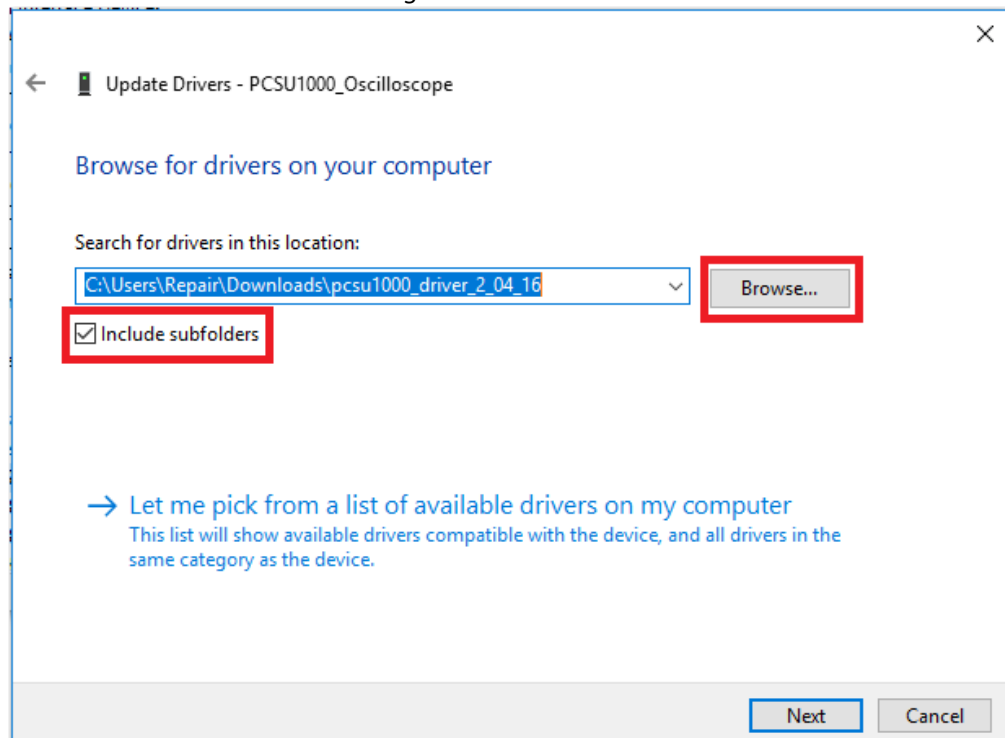 Update Drivers - PCSU1000_Oscilloscope
Browse for drivers on your computer
Search for drivers in this location:
C:\Users\Repair\Downloads\pcsu1000_driver_2_04_16
Browse...
Include subfolders
Let me pick from a list of available drivers on my computer
This list will show available drivers compatible with the device, and all drivers in the
same category as the device.
Next
Cancel